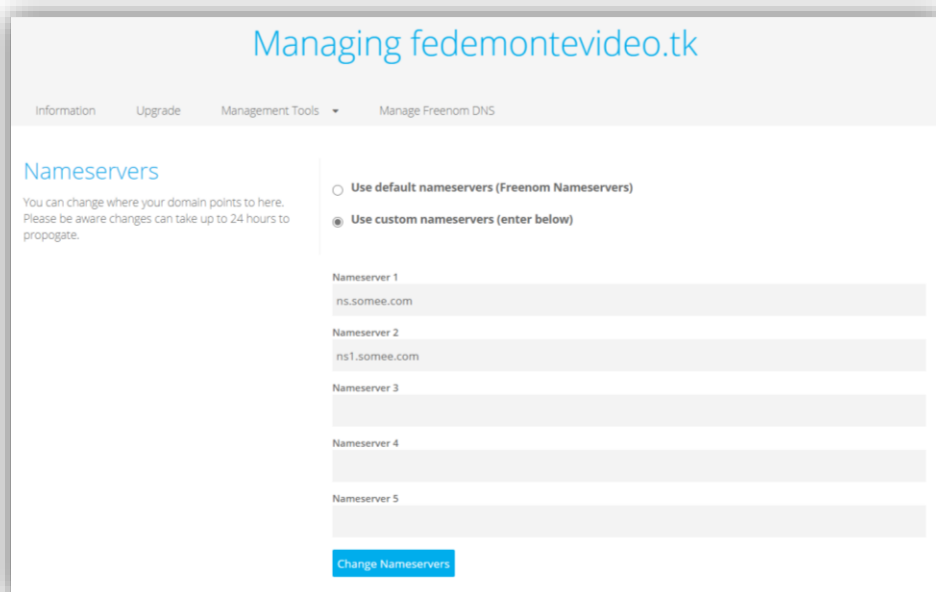 Managing fedemontevideo.tk
Information Upgrade Management Tools Manage Freenom DNS
Nameservers
You can change where your domain points to here.
Please be aware changes can take up to 24 hours to
propogate.
Use default nameservers (Freenom Nameservers)
Use custom nameservers (enter below)
Nameserver 1
ns.somee.com
Nameserver 2
ns1.somee.com
Nameserver 3
Nameserver 4
Nameserver 5
Change Nameservers